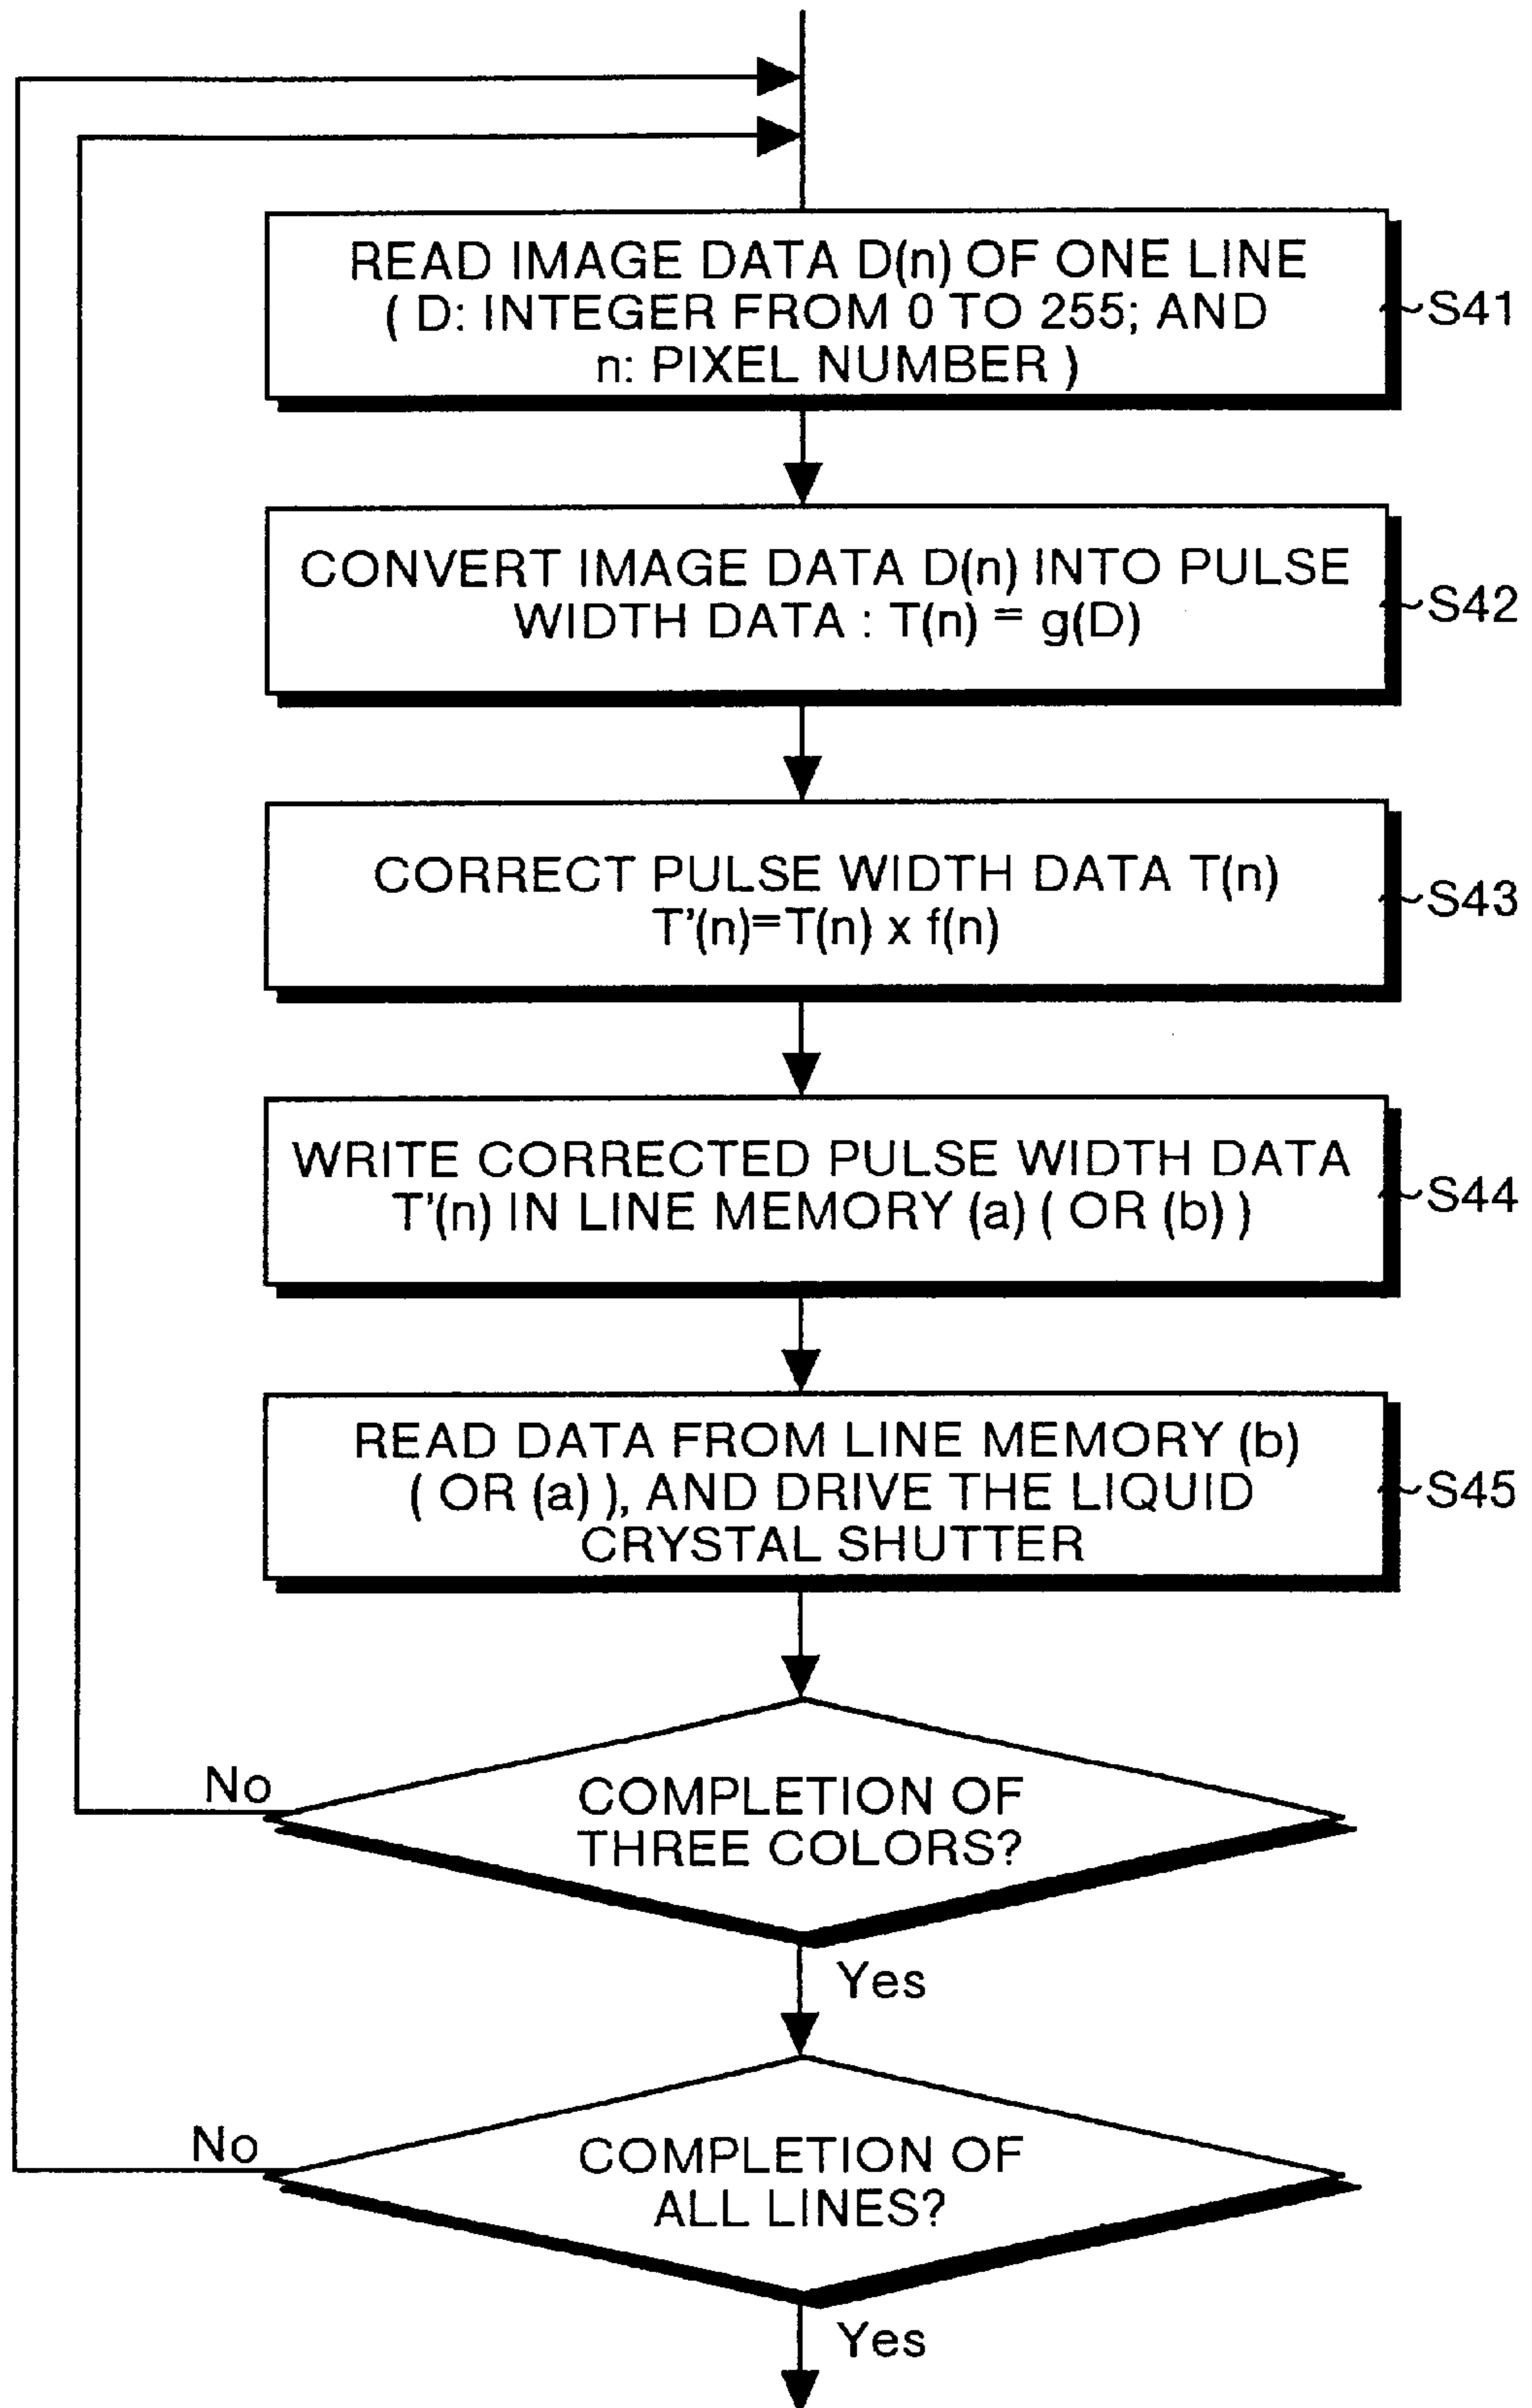 READ IMAGE DATA D(n) OF ONE LINE
( D: INTEGER FROM 0 TO 255; AND
n: PIXEL NUMBER )
S41
CONVERT IMAGE DATA D(n) INTO PULSE
WIDTH DATA : T(n) = g(D)
S42
CORRECT PULSE WIDTH DATA T(n)
T'(n)=T(n) x f(n)
S43
WRITE CORRECTED PULSE WIDTH DATA
T'(n) IN LINE MEMORY (a) ( OR (b) )
S44
READ DATA FROM LINE MEMORY (b)
( OR (a) ), AND DRIVE THE LIQUID
CRYSTAL SHUTTER
S45
No
COMPLETION OF
THREE COLORS?
Yes
No
COMPLETION OF
ALL LINES?
Yes